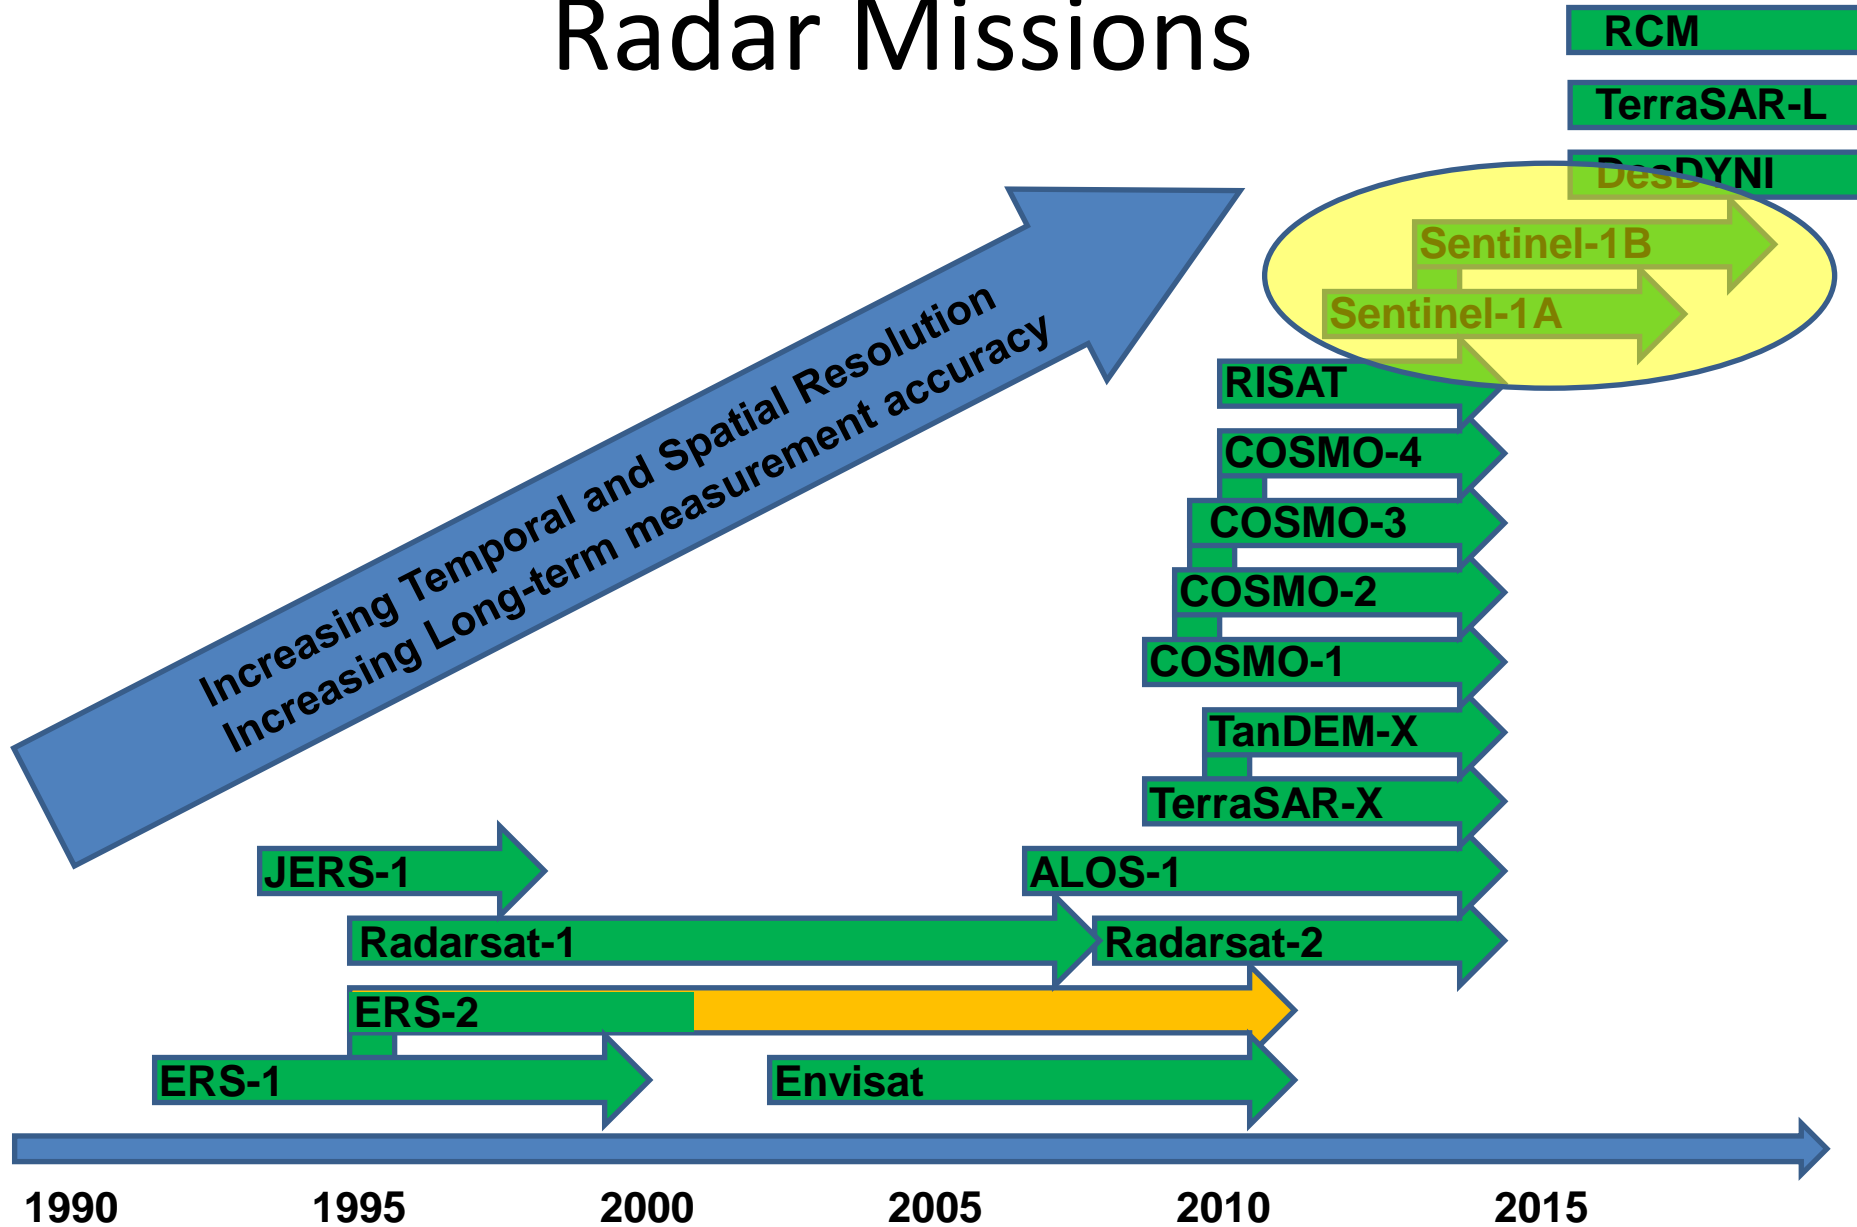 Radar Missions
RCM
TerraSAR-L
DesDYNI
Sentinel-1B
Sentinel-1A
Increasing Temporal and Spatial Resolution
Increasing Long-term measurement accuracy
RISAT
COSMO-4
COSMO-3
COSMO-2
COSMO-1
TanDEM-X
TerraSAR-X
JERS-1
ALOS-1
Radarsat-1
Radarsat-2
ERS-2
ERS-1
Envisat
1990 1995 2000 2005 2010 2015